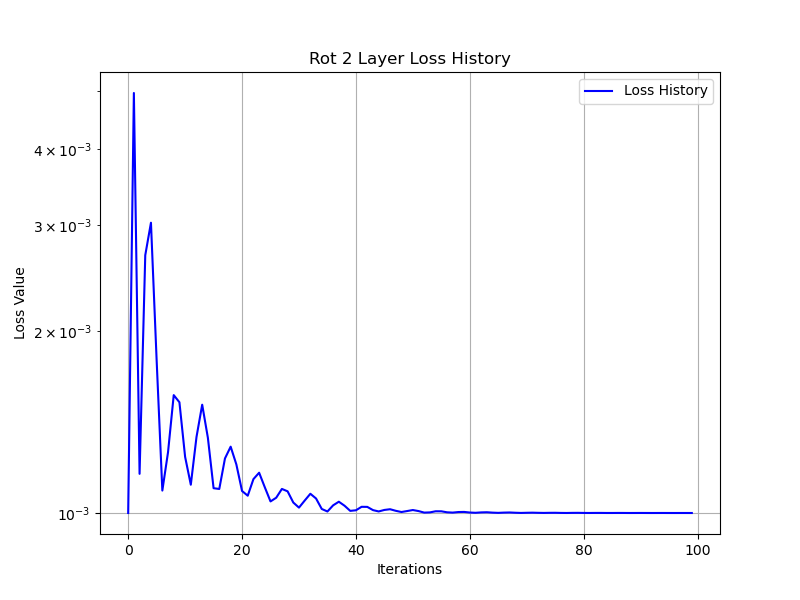 Rot 2 Layer Loss History
Loss History
4 × 10⁻³
3 × 10⁻³
2 × 10⁻³
10⁻³
Loss Value
0 20 40 60 80 100
Iterations